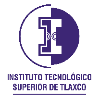 INSTITUTO TECNOLÓGICO
SUPERIOR DE TLAXCO